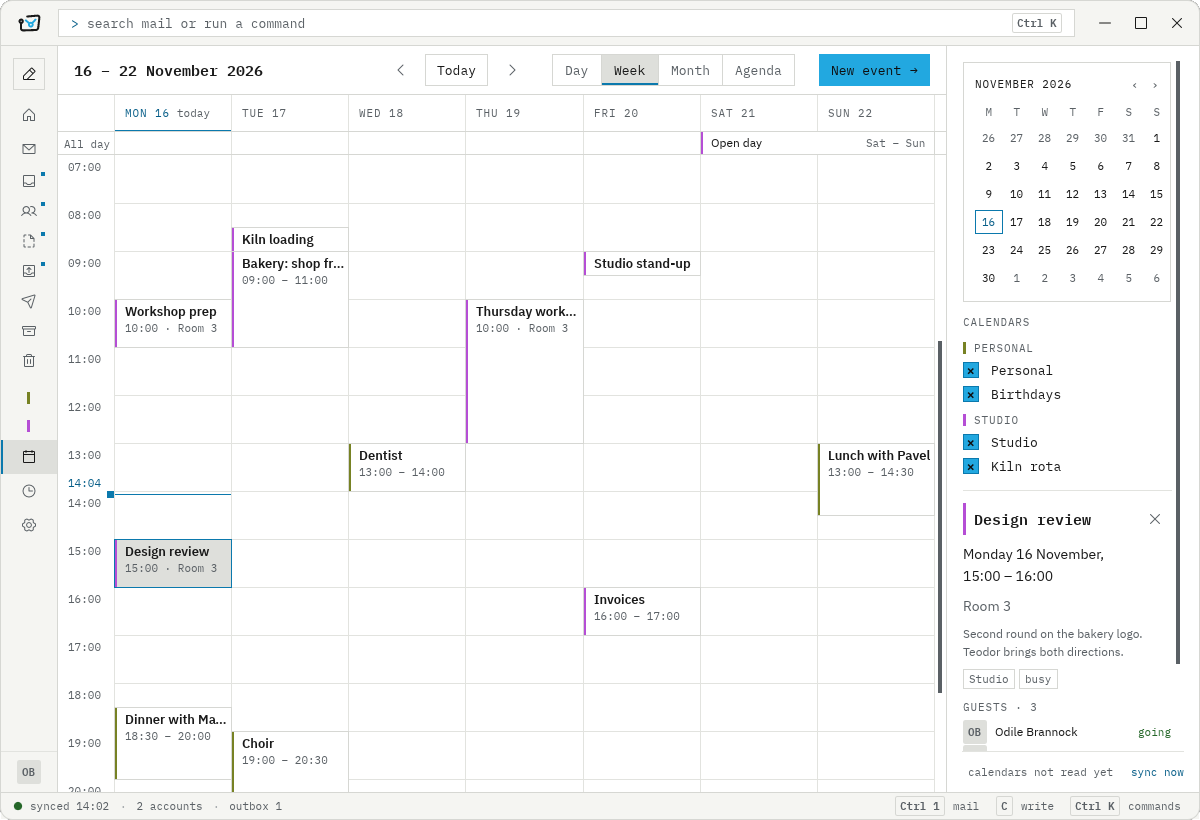 > search mail or run a command Ctrl K
16 – 22 November 2026 Today Day Week Month Agenda New event →
MON 16 today TUE 17 WED 18 THU 19 FRI 20 SAT 21 SUN 22
All day Open day Sat – Sun
07:00
08:00
Kiln loading
09:00 Bakery: shop fr… Studio stand-up
09:00 – 11:00
10:00 Workshop prep Thursday work…
10:00 · Room 3 10:00 · Room 3
11:00
12:00
13:00 Dentist Lunch with Pavel
13:00 – 14:00 13:00 – 14:30
14:04
14:00
15:00 Design review
15:00 · Room 3
16:00 Invoices
16:00 – 17:00
17:00
18:00
Dinner with Ma…
18:30 – 20:00
19:00 Choir
19:00 – 20:30
20:00
NOVEMBER 2026 ‹ ›
M T W T F S S
26 27 28 29 30 31 1
2 3 4 5 6 7 8
9 10 11 12 13 14 15
16 17 18 19 20 21 22
23 24 25 26 27 28 29
30 1 2 3 4 5 6
CALENDARS
PERSONAL
Personal
Birthdays
STUDIO
Studio
Kiln rota
Design review
Monday 16 November,
15:00 – 16:00
Room 3
Second round on the bakery logo.
Teodor brings both directions.
Studio busy
GUESTS · 3
OB Odile Brannock going
calendars not read yet sync now
OB
synced 14:02 · 2 accounts · outbox 1 Ctrl 1 mail C write Ctrl K commands